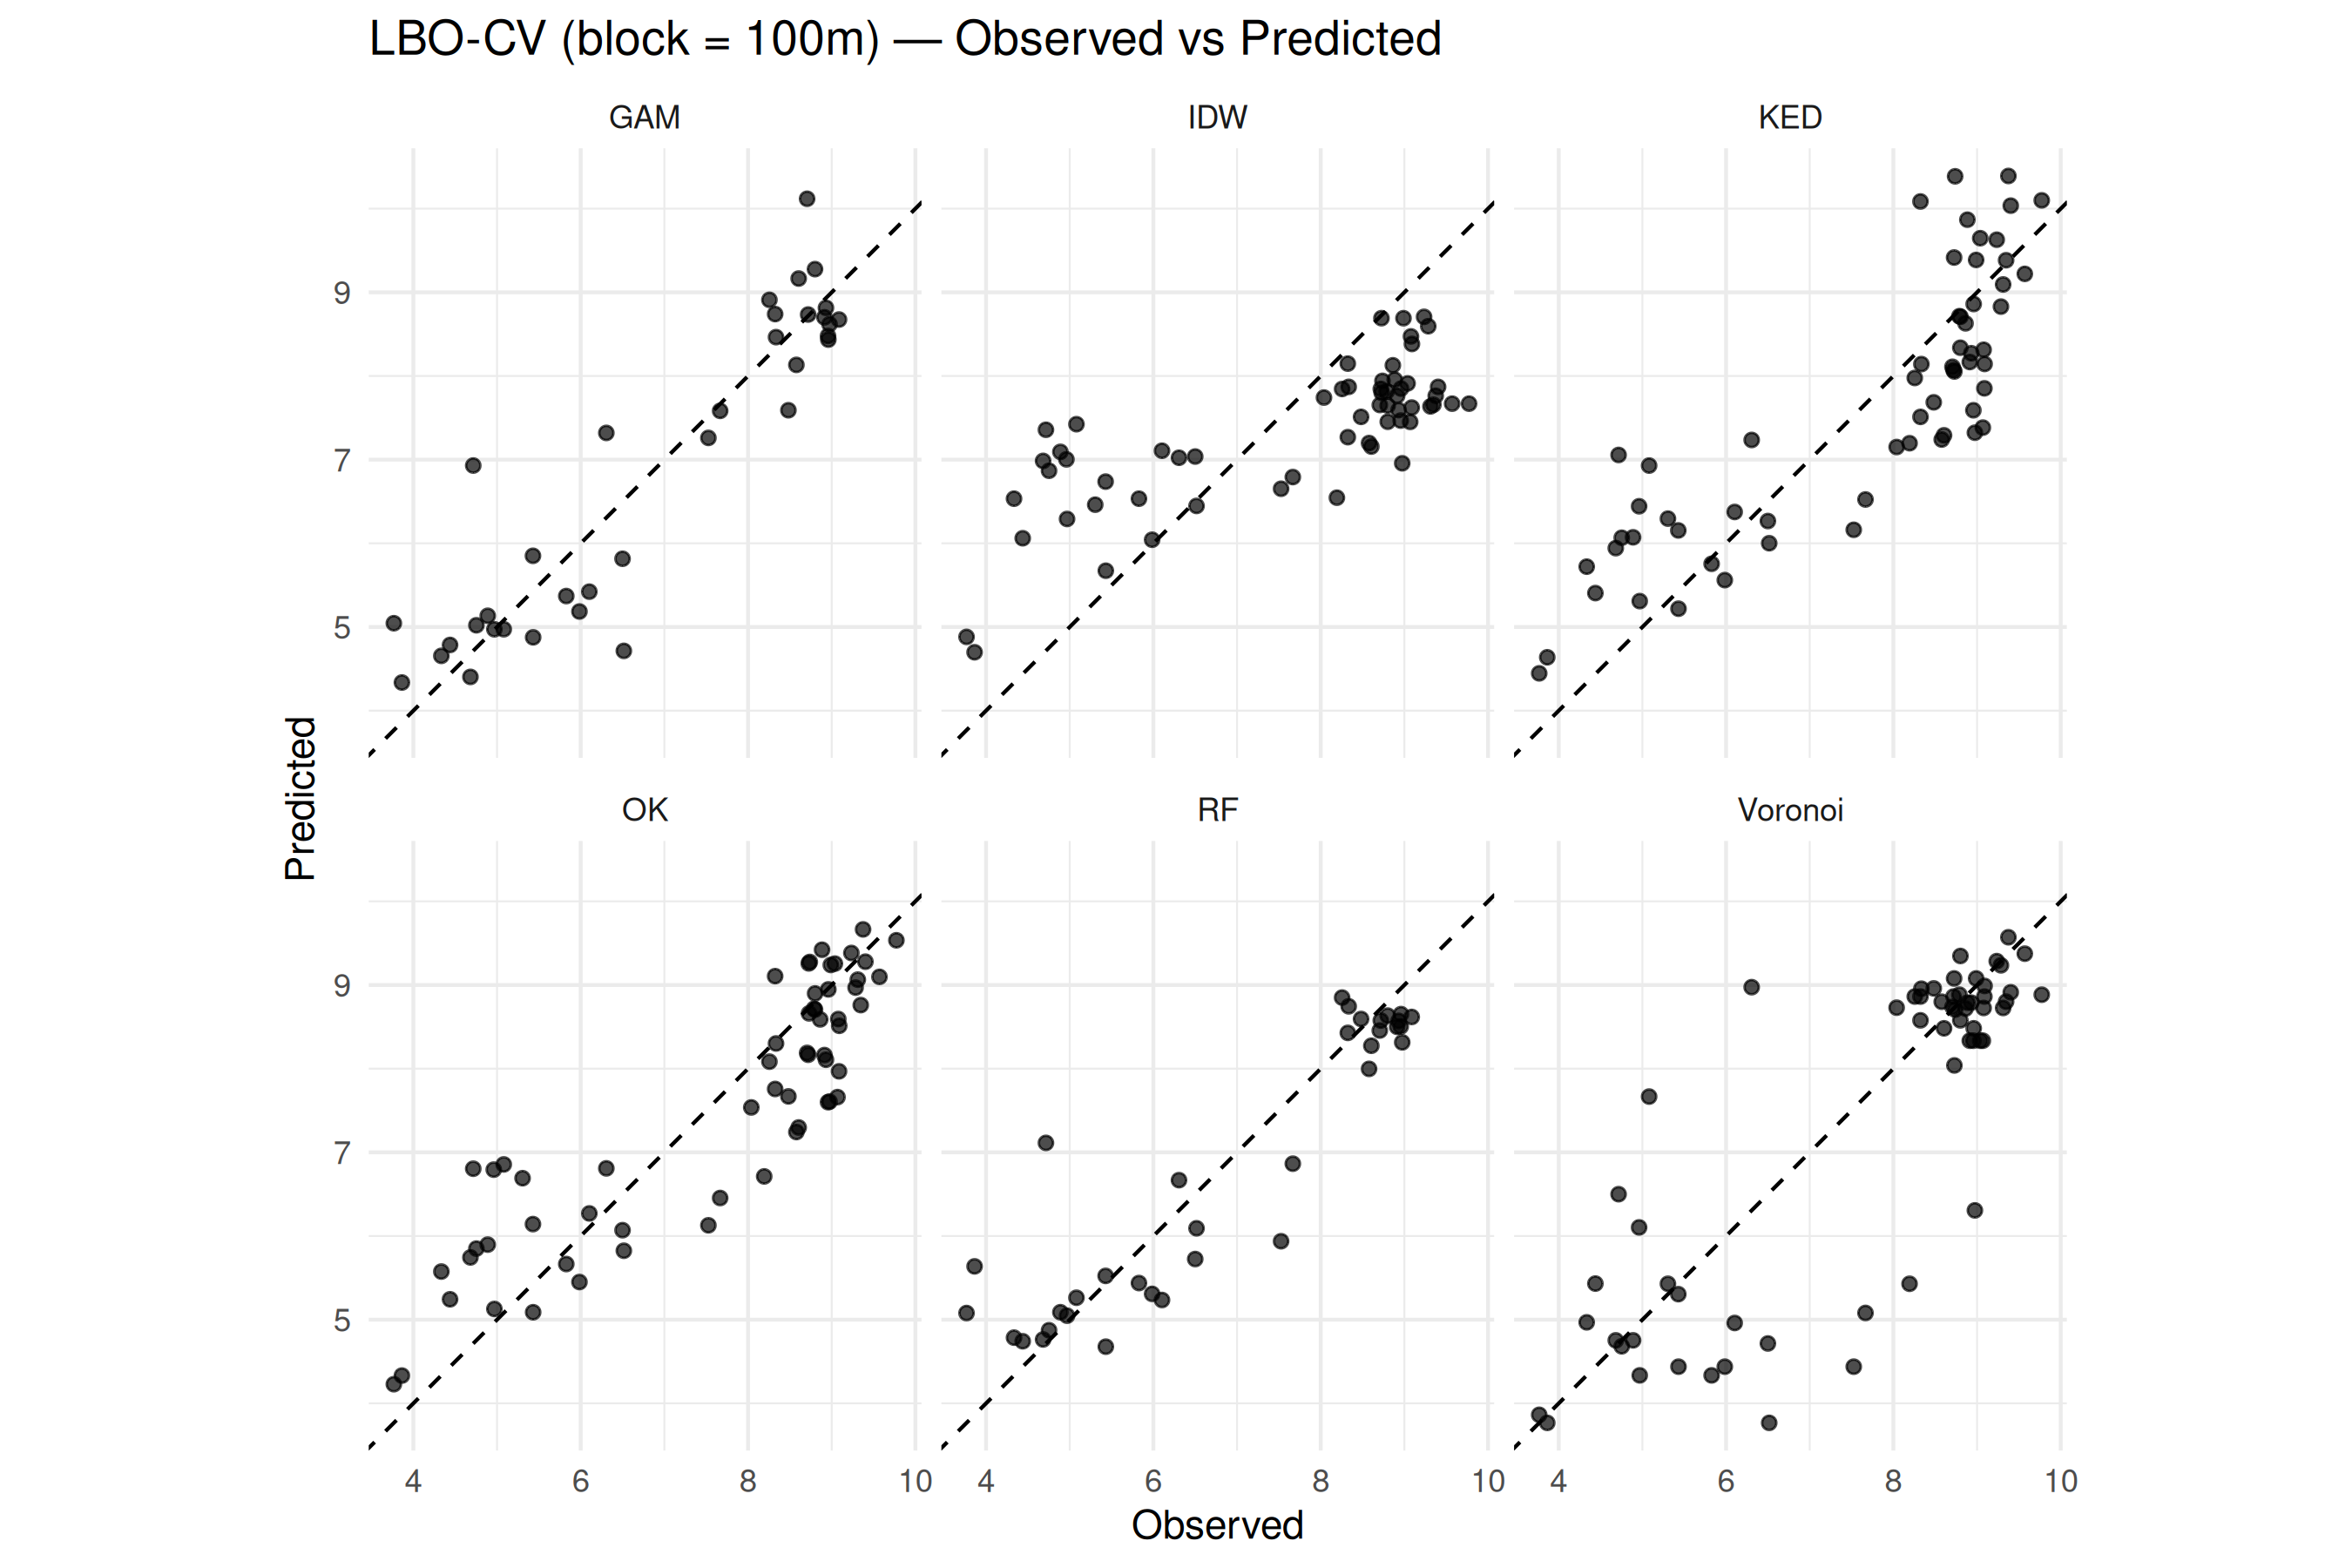 LBO-CV (block = 100m) — Observed vs Predicted
GAM
IDW
KED
9
7
5
OK
RF
Voronoi
9
7
5
4
6
8
10
4
6
8
10
4
6
8
10
Observed
Predicted